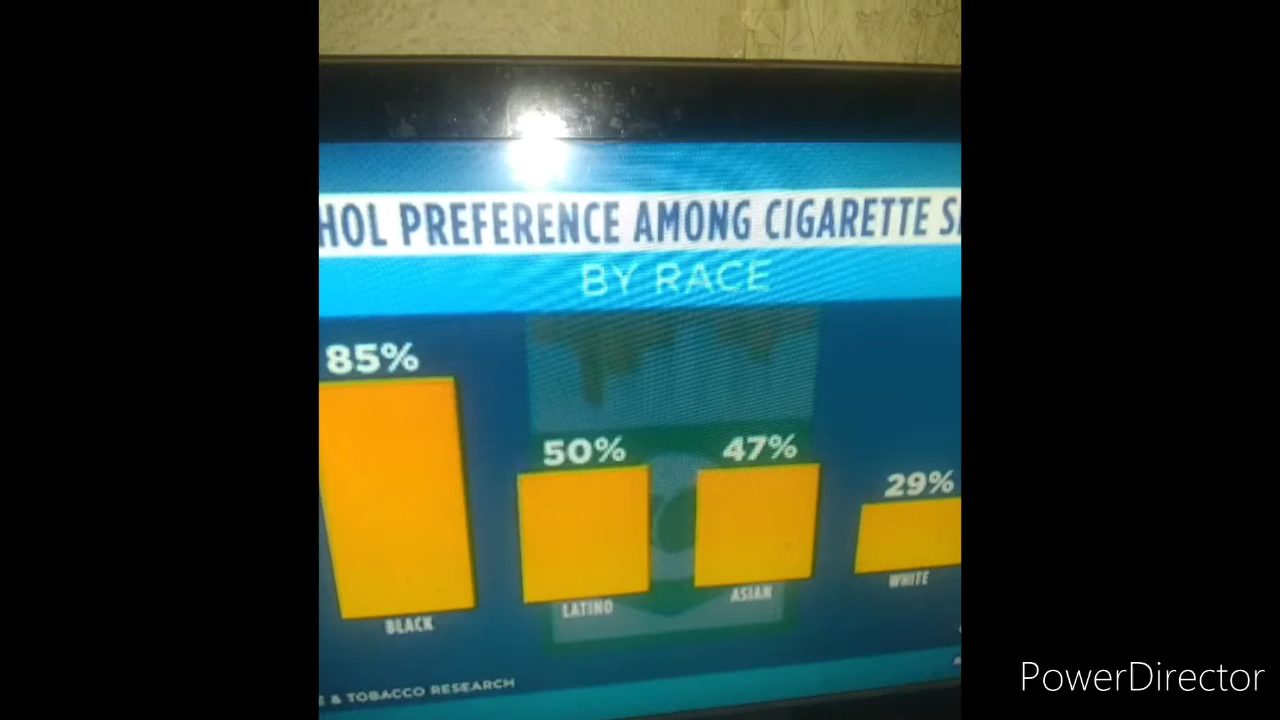 HOL PREFERENCE AMONG CIGARETTE S
BY RACE
85%
50%
47%
29%
BLACK
LATINO
ASIAN
WHITE
E & TOBACCO RESEARCH
PowerDirector